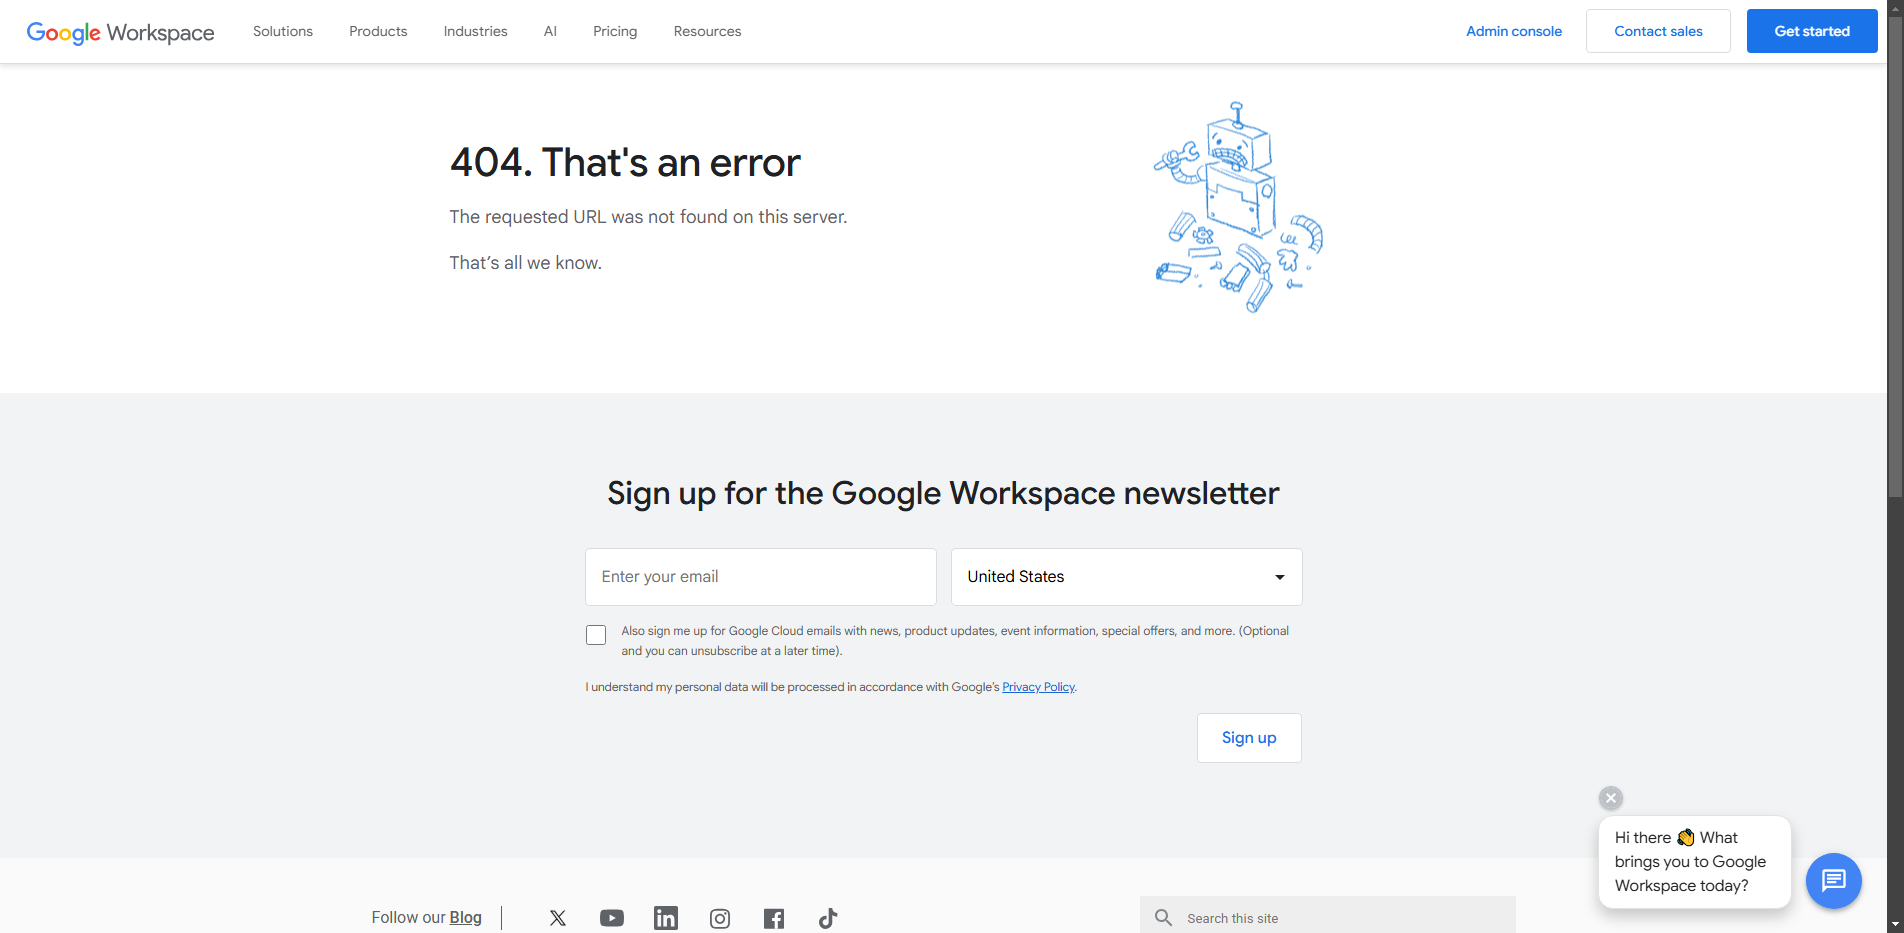 Google Workspace
Solutions
Products
Industries
AI
Pricing
Resources
Admin console
Contact sales
Get started
404. That's an error
The requested URL was not found on this server.
That’s all we know.
Sign up for the Google Workspace newsletter
Enter your email
United States
Also sign me up for Google Cloud emails with news, product updates, event information, special offers, and more. (Optional
and you can unsubscribe at a later time).
I understand my personal data will be processed in accordance with Google’s Privacy Policy.
Sign up
Hi there 👋 What
brings you to Google
Workspace today?
Follow our Blog
Search this site